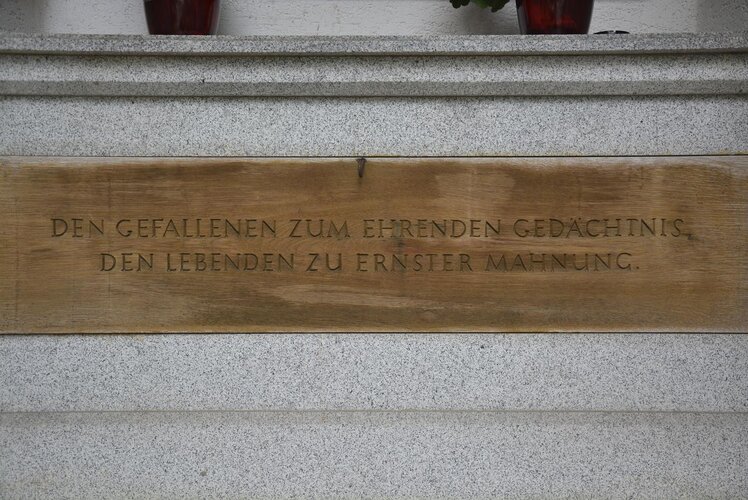 DEN GEFALLENEN ZUM EHRENDEN GEDÄCHTNIS,
DEN LEBENDEN ZU ERNSTER MAHNUNG.